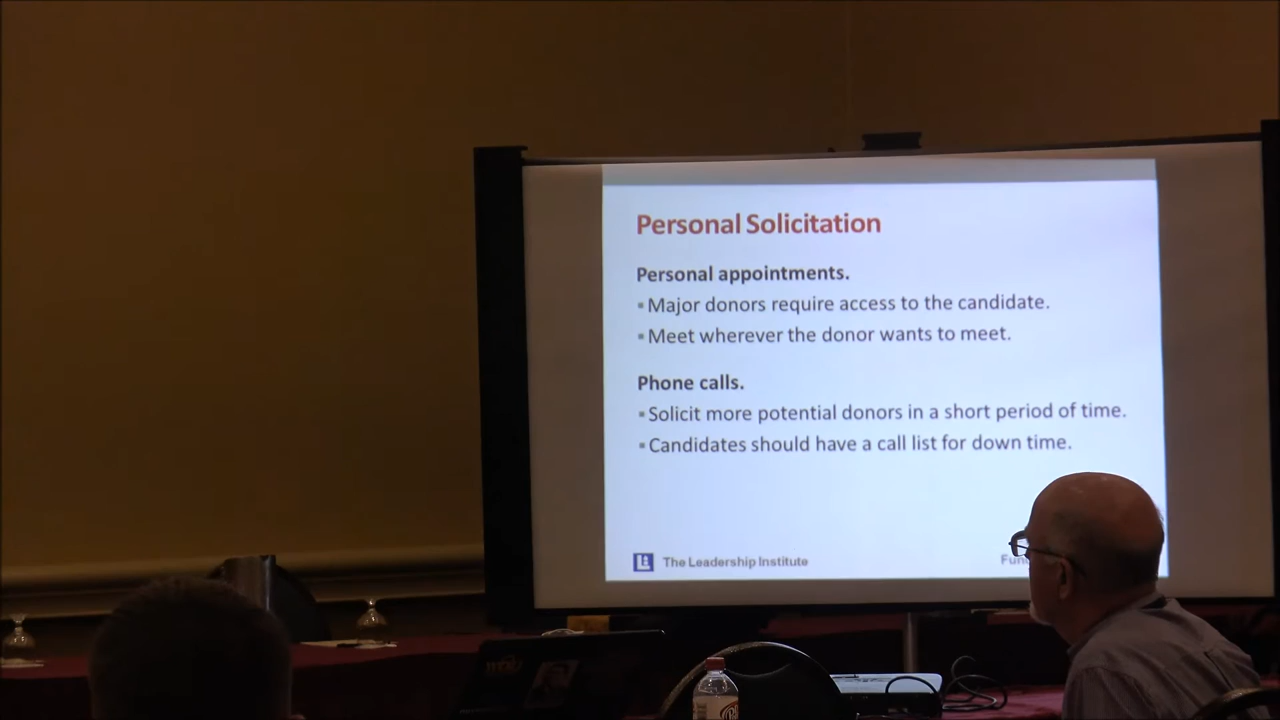 Personal Solicitation
Personal appointments.
▪ Major donors require access to the candidate.
▪ Meet wherever the donor wants to meet.
Phone calls.
▪ Solicit more potential donors in a short period of time.
▪ Candidates should have a call list for down time.
The Leadership Institute